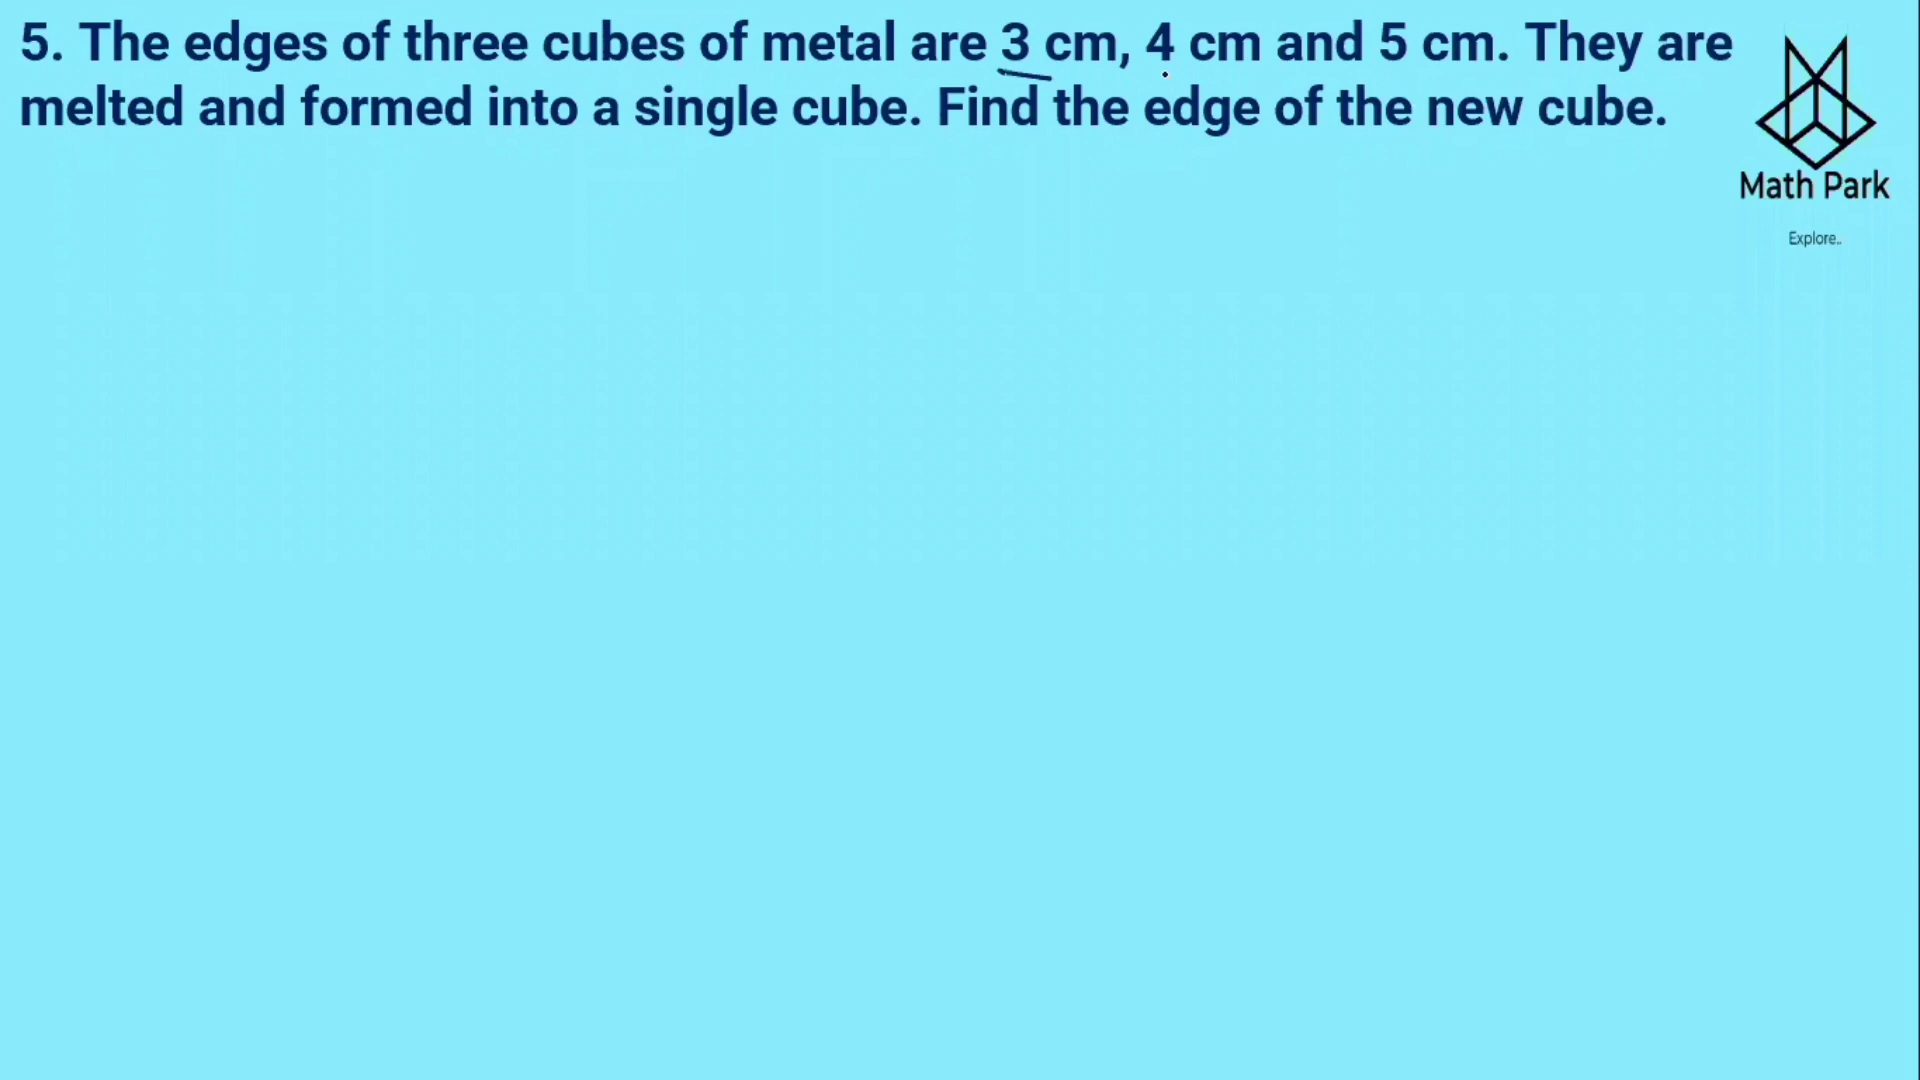 5. The edges of three cubes of metal are 3 cm, 4 cm and 5 cm. They are
melted and formed into a single cube. Find the edge of the new cube.
Math Park
Explore..